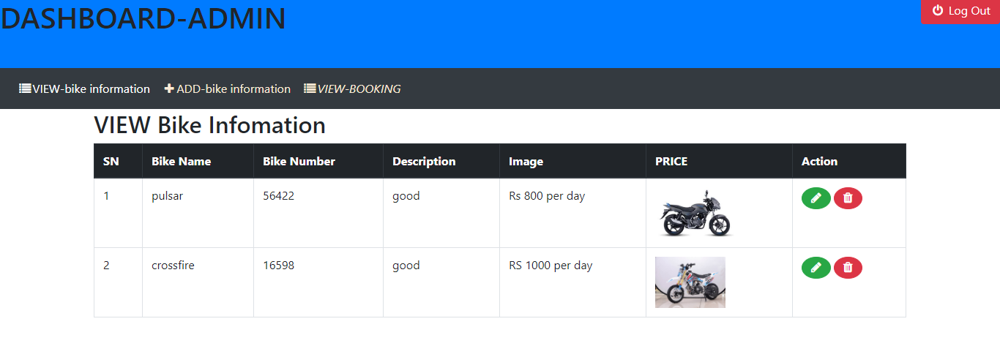 DASHBOARD-ADMIN
Log Out
VIEW-bike information ADD-bike information VIEW-BOOKING
VIEW Bike Infomation
SN Bike Name Bike Number Description Image PRICE Action
1 pulsar 56422 good Rs 800 per day
2 crossfire 16598 good RS 1000 per day